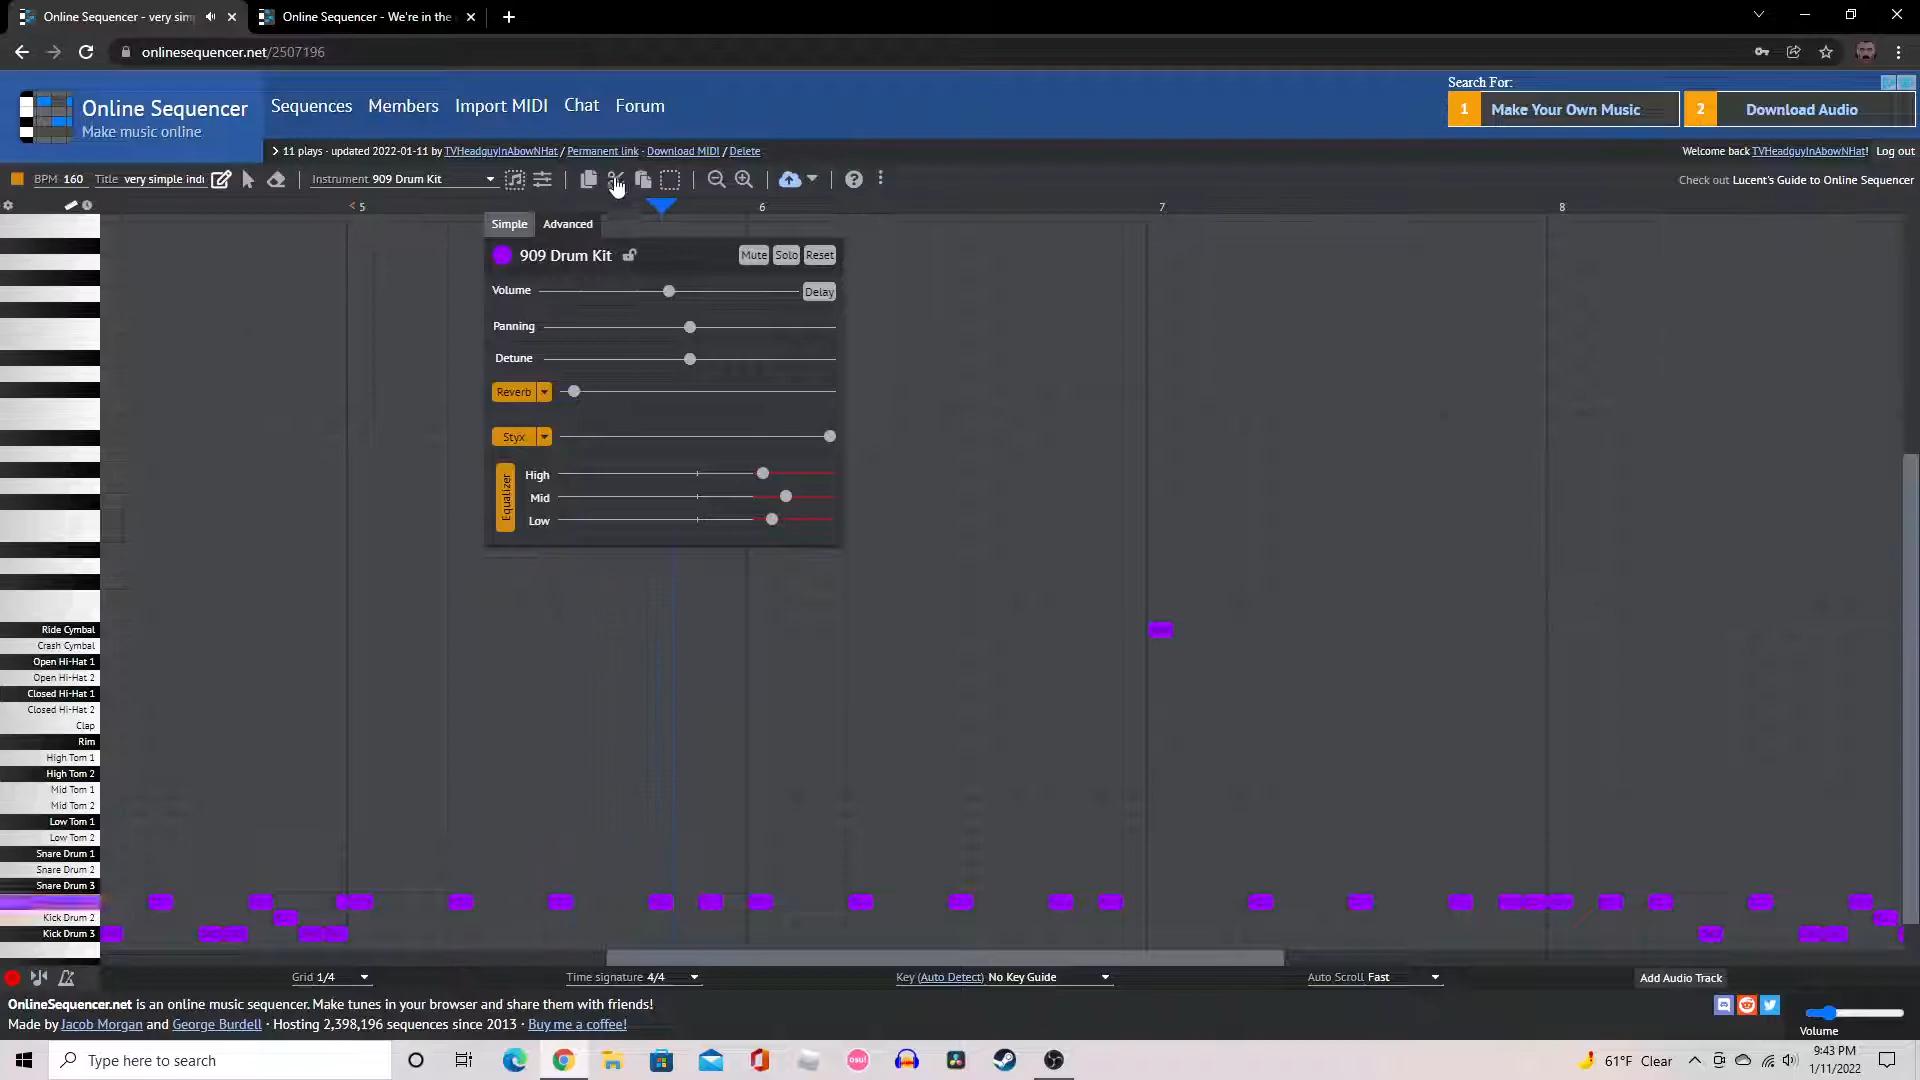 Online Sequencer - very sim
Online Sequencer - We're in the
onlinesequencer.net/2507196
Online Sequencer
Make music online
Sequences
Members
Import MIDI
Chat
Forum
Search For:
1 Make Your Own Music
2 Download Audio
11 plays · updated 2022-01-11 by TVHeadguyInAbowNHat / Permanent link - Download MIDI / Delete
Welcome back TVHeadguyInAbowNHat! Log out
BPM 160 Title very simple indu
Instrument 909 Drum Kit
Check out Lucent's Guide to Online Sequencer
< 5
6
7
8
Simple
Advanced
909 Drum Kit
Mute
Solo
Reset
Volume
Delay
Panning
Detune
Reverb
Styx
Equalizer
High
Mid
Low
Ride Cymbal
Crash Cymbal
Open Hi-Hat 1
Open Hi-Hat 2
Closed Hi-Hat 1
Closed Hi-Hat 2
Clap
Rim
High Tom 1
High Tom 2
Mid Tom 1
Mid Tom 2
Low Tom 1
Low Tom 2
Snare Drum 1
Snare Drum 2
Snare Drum 3
Kick Drum 2
Kick Drum 3
Grid 1/4
Time signature 4/4
Key (Auto Detect) No Key Guide
Auto Scroll Fast
Add Audio Track
OnlineSequencer.net is an online music sequencer. Make tunes in your browser and share them with friends!
Made by Jacob Morgan and George Burdell · Hosting 2,398,196 sequences since 2013 · Buy me a coffee!
Volume
Type here to search
osu!
61°F Clear
9:43 PM
1/11/2022